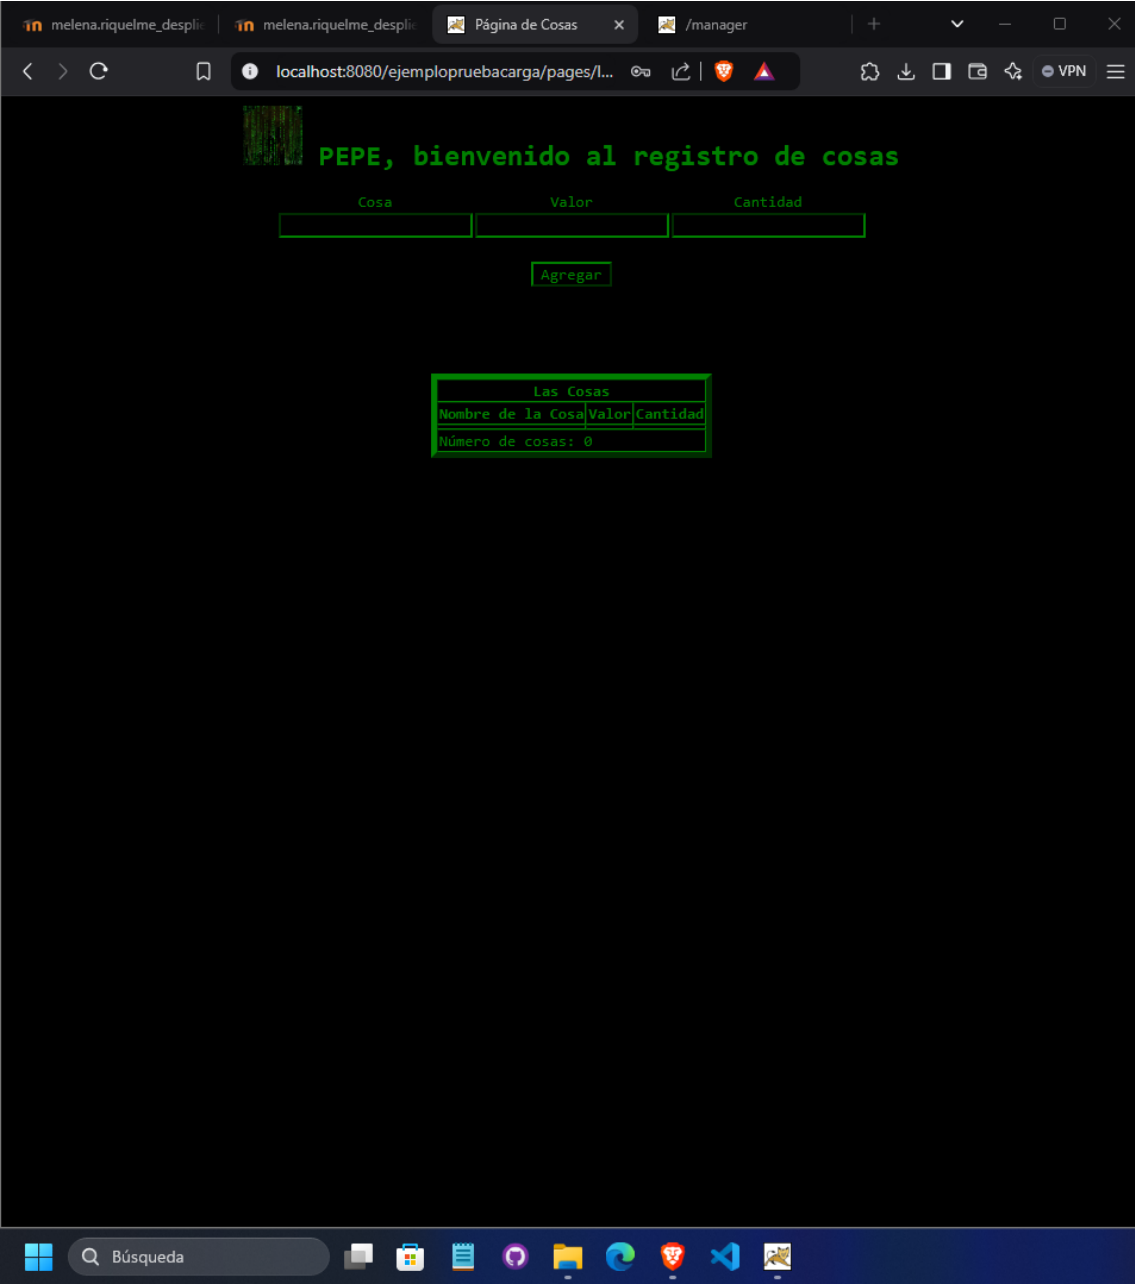 melena.riquelme_desplie
melena.riquelme_desplie
Página de Cosas
/manager
localhost:8080/ejemplopruebacarga/pages/l...
VPN
PEPE, bienvenido al registro de cosas
Cosa Valor Cantidad
Agregar
Las Cosas
Nombre de la Cosa Valor Cantidad
Número de cosas: 0
Búsqueda